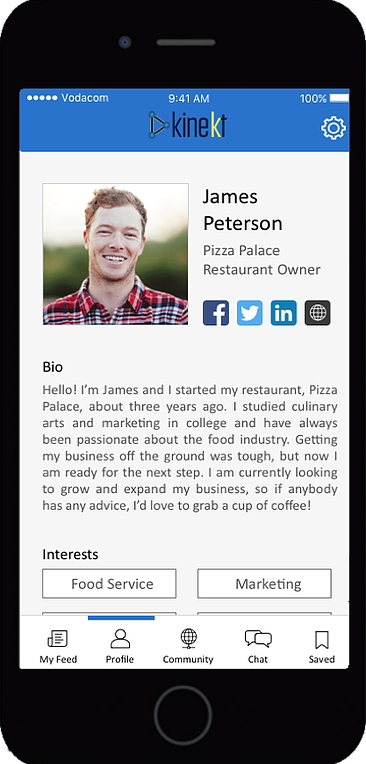 Vodacom 9:41 AM 100%
kinekt
James
Peterson
Pizza Palace
Restaurant Owner
f in
Bio
Hello! I'm James and I started my restaurant, Pizza
Palace, about three years ago. I studied culinary
arts and marketing in college and have always
been passionate about the food industry. Getting
my business off the ground was tough, but now I
am ready for the next step. I am currently looking
to grow and expand my business, so if anybody
has any advice, I'd love to grab a cup of coffee!
Interests
Food Service Marketing
My Feed Profile Community Chat Saved